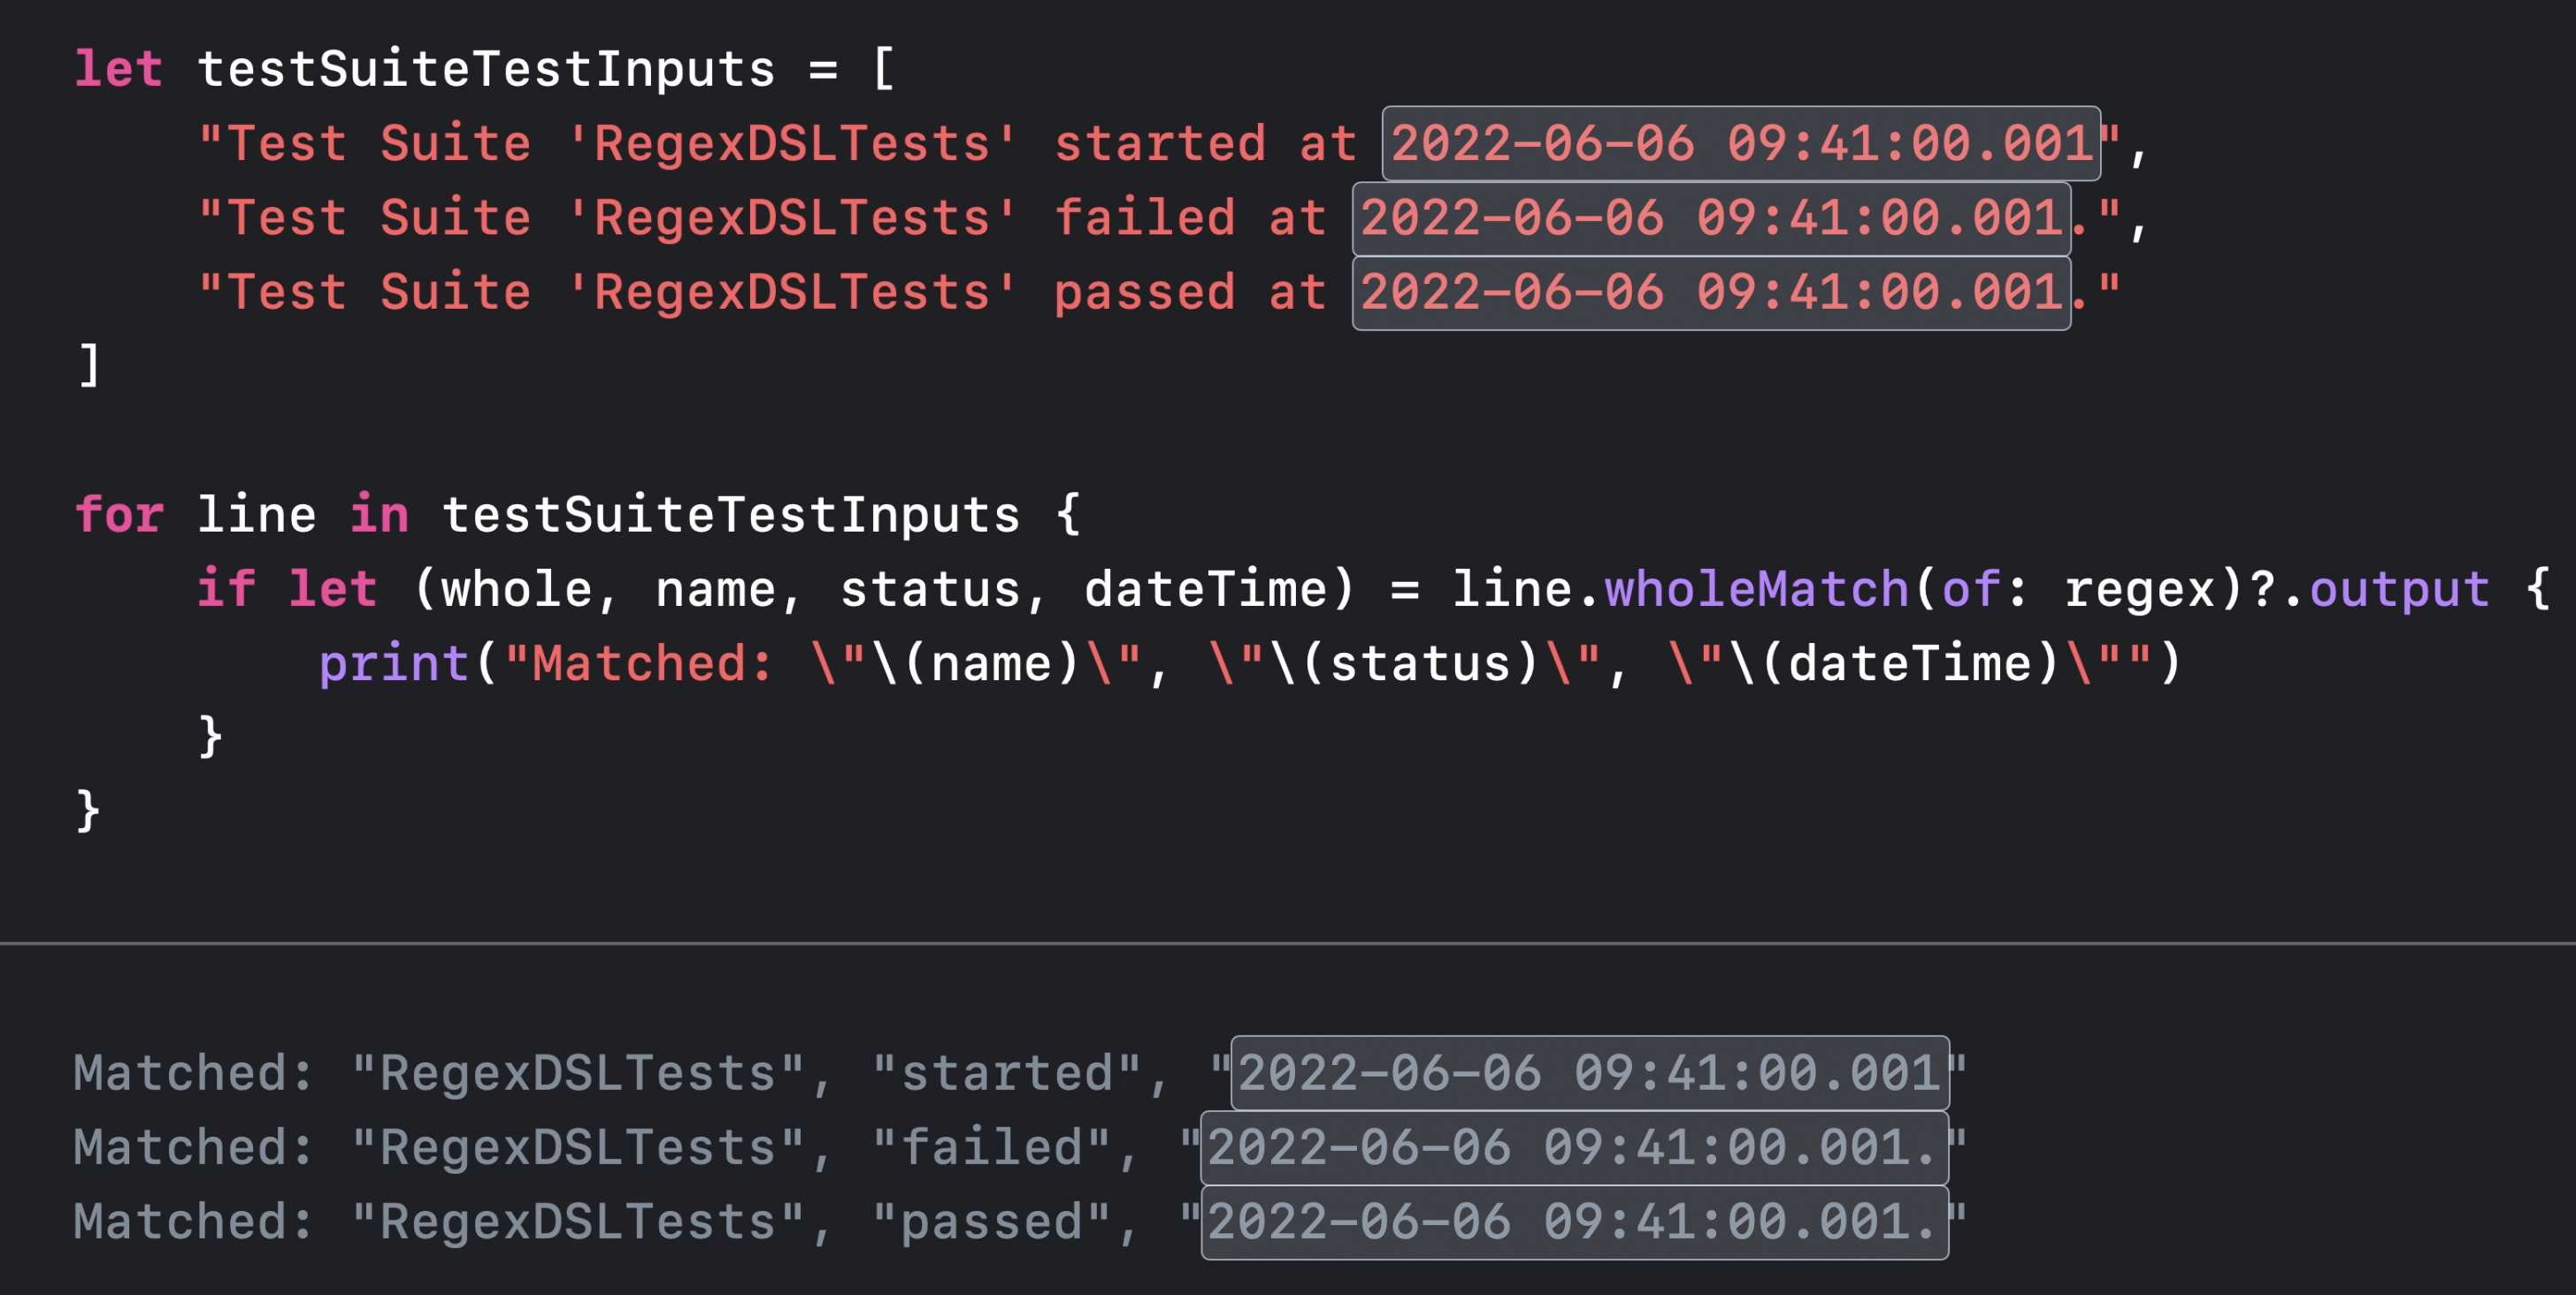 let testSuiteTestInputs = [
    "Test Suite 'RegexDSLTests' started at 2022-06-06 09:41:00.001",
    "Test Suite 'RegexDSLTests' failed at 2022-06-06 09:41:00.001.",
    "Test Suite 'RegexDSLTests' passed at 2022-06-06 09:41:00.001."
]
for line in testSuiteTestInputs {
    if let (whole, name, status, dateTime) = line.wholeMatch(of: regex)?.output {
        print("Matched: \"\(name)\", \"\(status)\", \"\(dateTime)\"")
    }
}
Matched: "RegexDSLTests", "started", "2022-06-06 09:41:00.001"
Matched: "RegexDSLTests", "failed", "2022-06-06 09:41:00.001."
Matched: "RegexDSLTests", "passed", "2022-06-06 09:41:00.001."